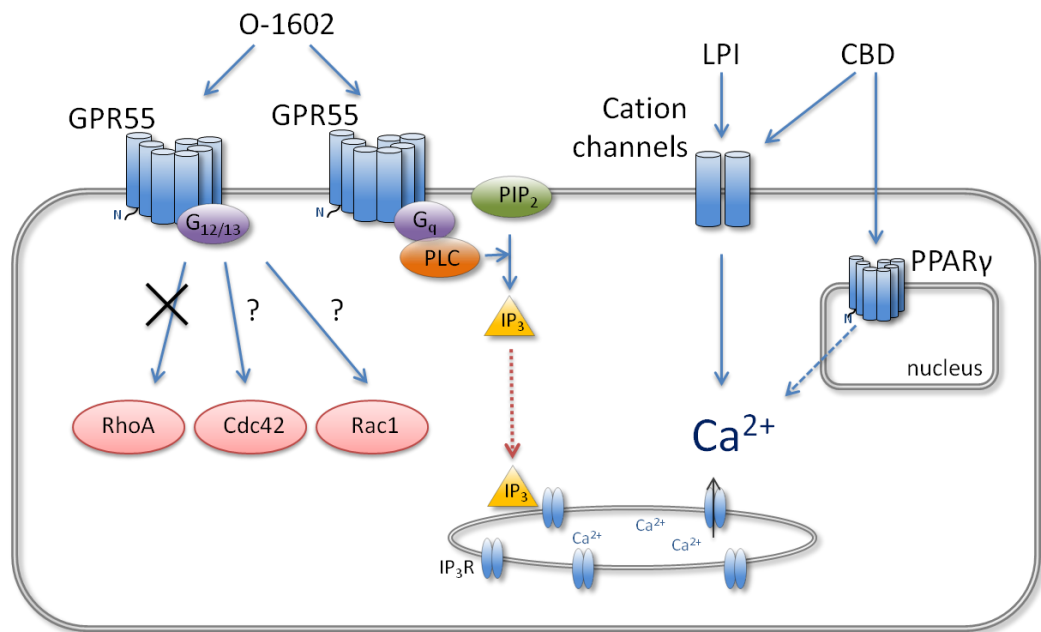 O-1602
LPI
CBD
GPR55
GPR55
Cation
channels
N
N
G12/13
Gq
PLC
PIP2
PPARγ
N
nucleus
?
?
IP3
RhoA
Cdc42
Rac1
Ca2+
IP3
Ca2+
Ca2+
Ca2+
IP3R